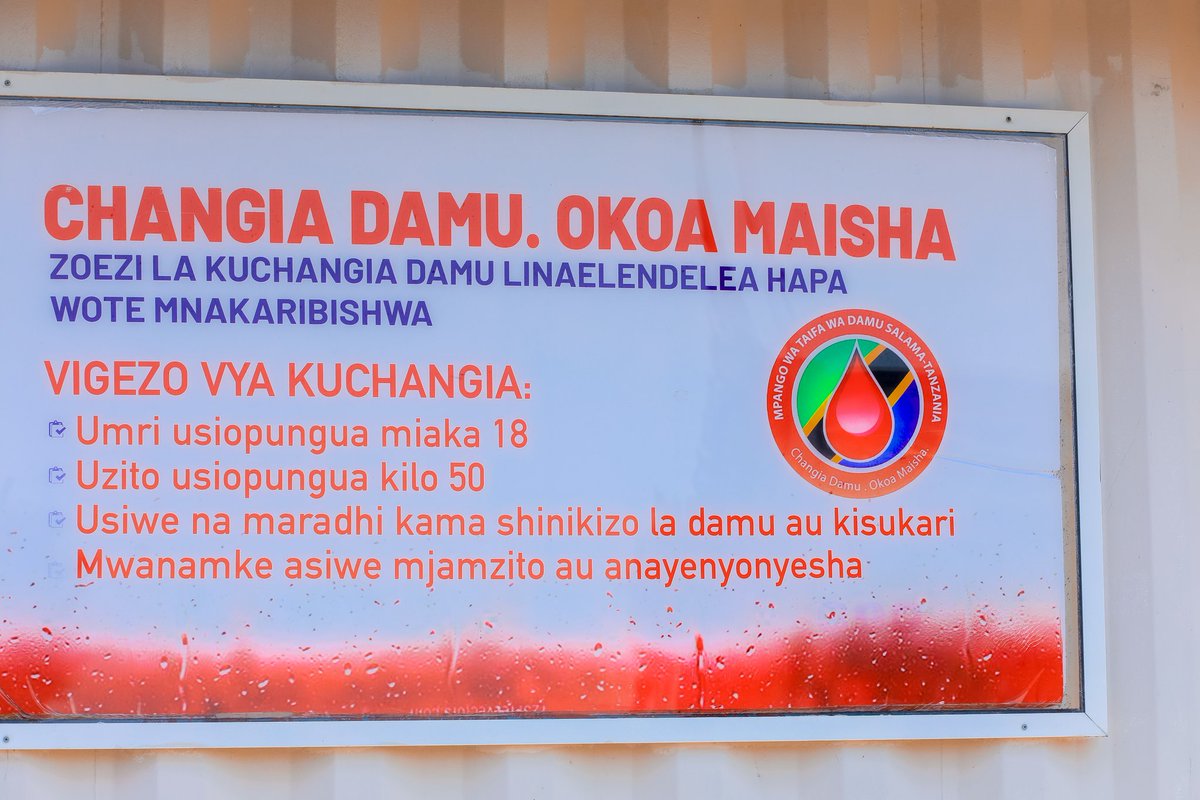 CHANGIA DAMU. OKOA MAISHA
ZOEZI LA KUCHANGIA DAMU LINAELENDELEA HAPA
WOTE MNAKARIBISHWA
VIGEZO VYA KUCHANGIA:
Umri usiopungua miaka 18
Uzito usiopungua kilo 50
Usiwe na maradhi kama shinikizo la damu au kisukari
Mwanamke asiwe mjamzito au anayenyonyesha
MPANGO WA TAIFA WA DAMU SALAMA-TANZANIA
Changia Damu . Okoa Maisha.